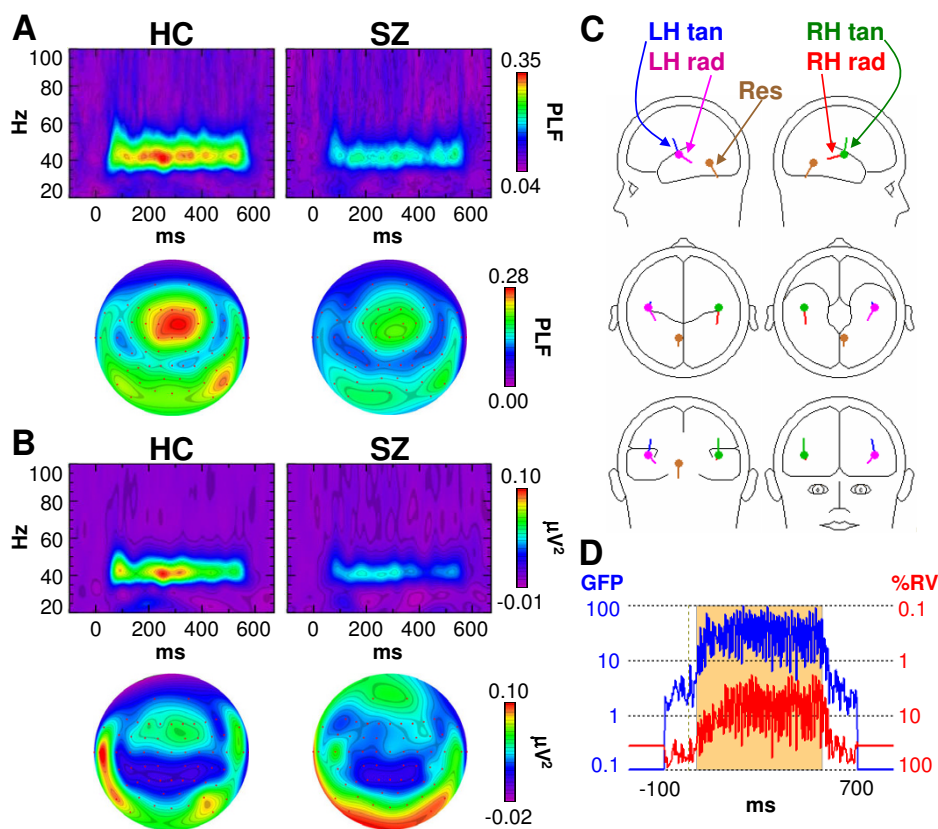 A
HC
SZ
100
80
60
40
20
Hz
0.35
PLF
0.04
0 200 400 600
ms
0 200 400 600
ms
0.28
PLF
0.00
B
HC
SZ
100
80
60
40
20
Hz
0.10
µV²
-0.01
0 200 400 600
ms
0 200 400 600
ms
0.10
µV²
-0.02
C
LH tan
LH rad
RH tan
RH rad
Res
D
GFP
%RV
100
10
1
0.1
0.1
1
10
100
-100
700
ms